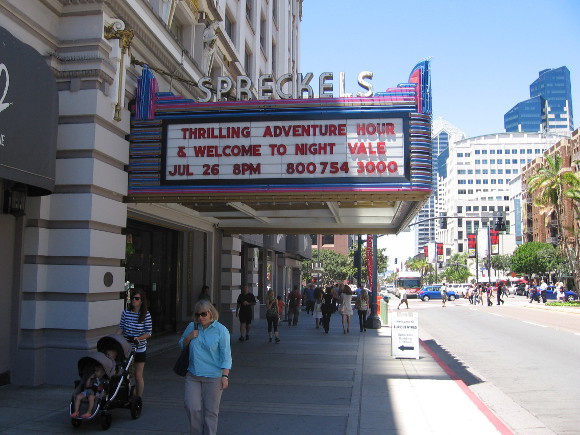 SPRECKELS
THRILLING ADVENTURE HOUR
& WELCOME TO NIGHT VALE
JUL 26 8PM 800 754 3000